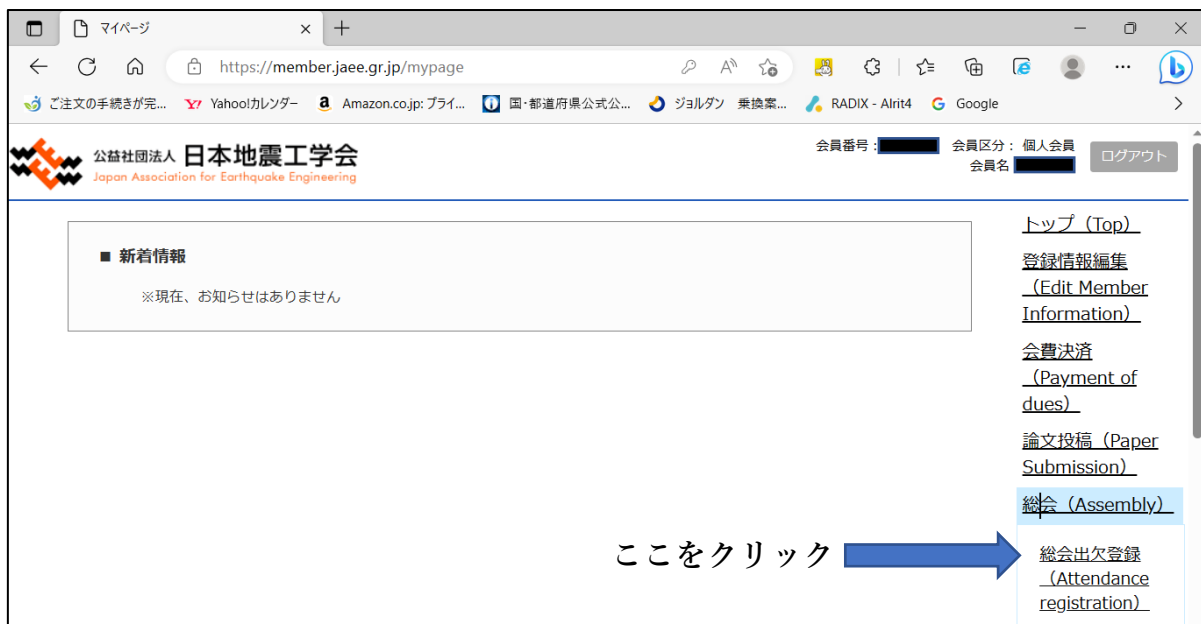 マイページ
https://member.jaee.gr.jp/mypage
ご注文の手続きが完... Yahoo!カレンダー Amazon.co.jp: プライ... 国・都道府県公式公... ジョルダン 乗換案... RADIX - Alrit4 Google
公益社団法人 日本地震工学会
Japan Association for Earthquake Engineering
会員番号： 会員区分： 個人会員
会員名
ログアウト
■ 新着情報
※現在、お知らせはありません
トップ（Top）
登録情報編集
（Edit Member
Information）
会費決済
（Payment of
dues）
論文投稿（Paper
Submission）
総会（Assembly）
ここをクリック
総会出欠登録
（Attendance
registration）